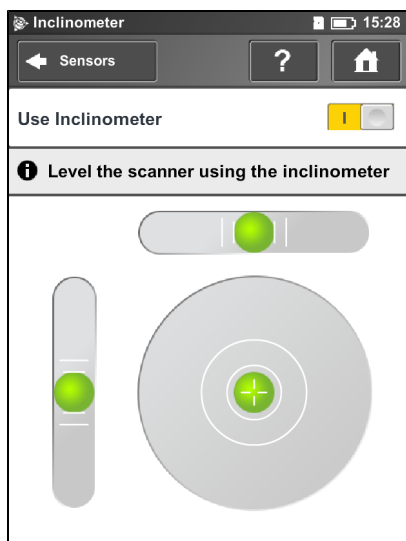 Inclinometer 15:28
Sensors ?
Use Inclinometer I
Level the scanner using the inclinometer